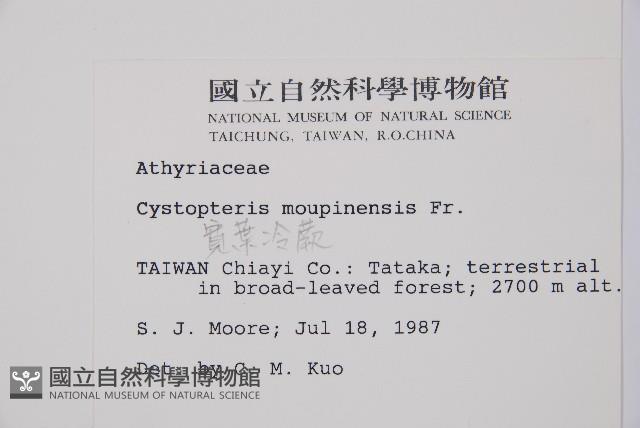 國立自然科學博物館
NATIONAL MUSEUM OF NATURAL SCIENCE
TAICHUNG, TAIWAN, R.O.CHINA
Athyriaceae
Cystopteris moupinensis Fr.
寬葉冷蕨
TAIWAN Chiayi Co.: Tataka; terrestrial
in broad-leaved forest; 2700 m alt.
S. J. Moore; Jul 18, 1987
Det. by C. M. Kuo
國立自然科學博物館
NATIONAL MUSEUM OF NATURAL SCIENCE